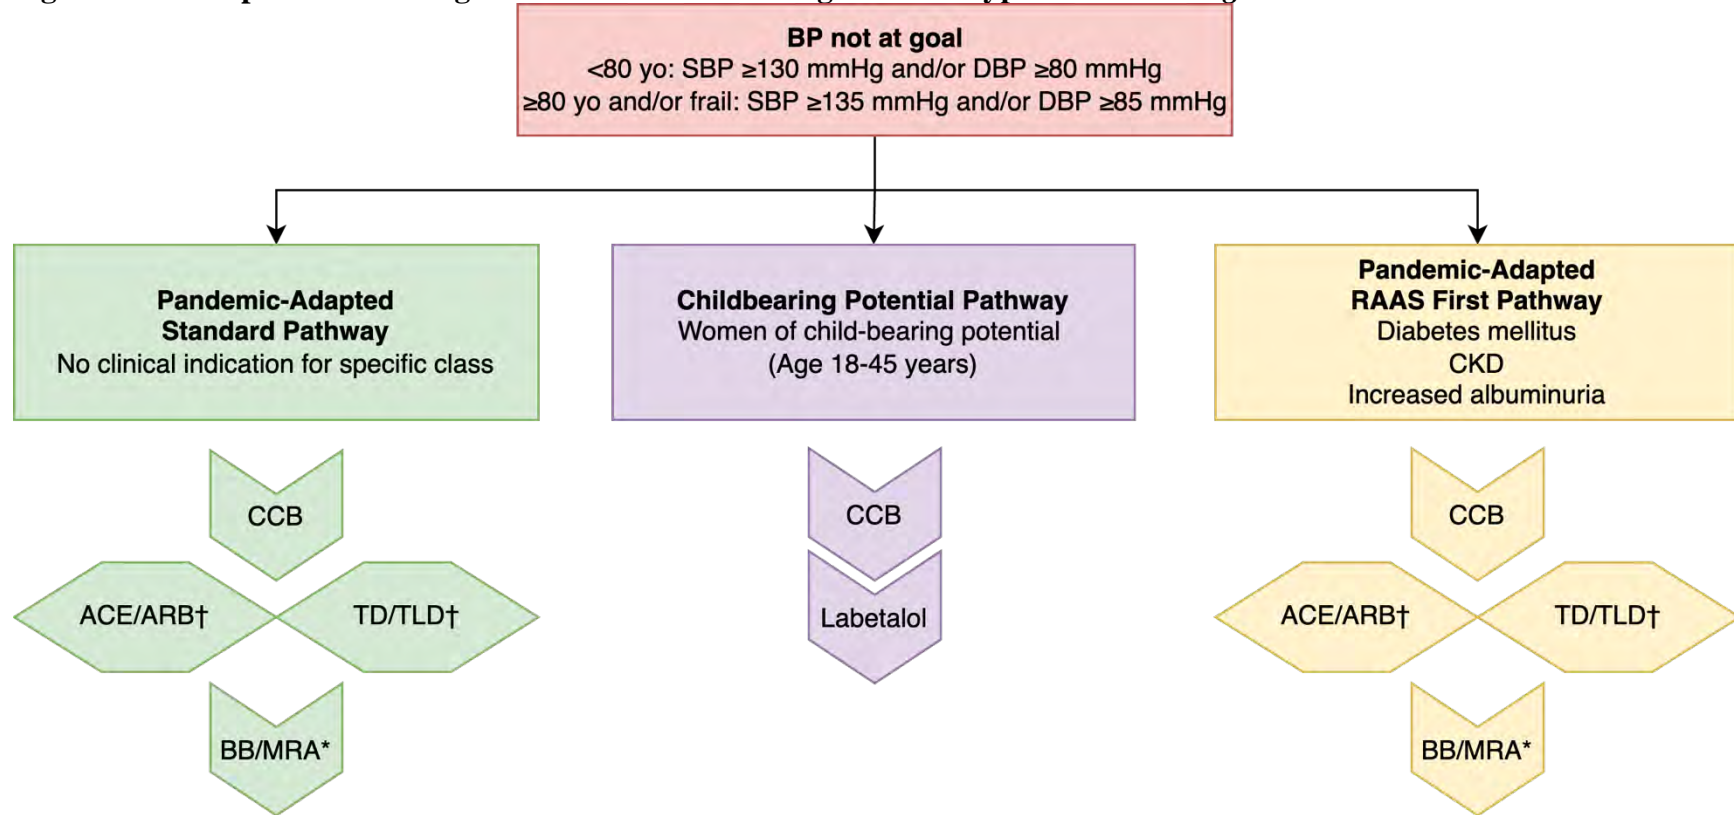 BP not at goal
<80 yo: SBP ≥130 mmHg and/or DBP ≥80 mmHg
≥80 yo and/or frail: SBP ≥135 mmHg and/or DBP ≥85 mmHg
Pandemic-Adapted
Standard Pathway
No clinical indication for specific class
Childbearing Potential Pathway
Women of child-bearing potential
(Age 18-45 years)
Pandemic-Adapted
RAAS First Pathway
Diabetes mellitus
CKD
Increased albuminuria
CCB
ACE/ARB†
TD/TLD†
BB/MRA*
CCB
Labetalol
CCB
ACE/ARB†
TD/TLD†
BB/MRA*